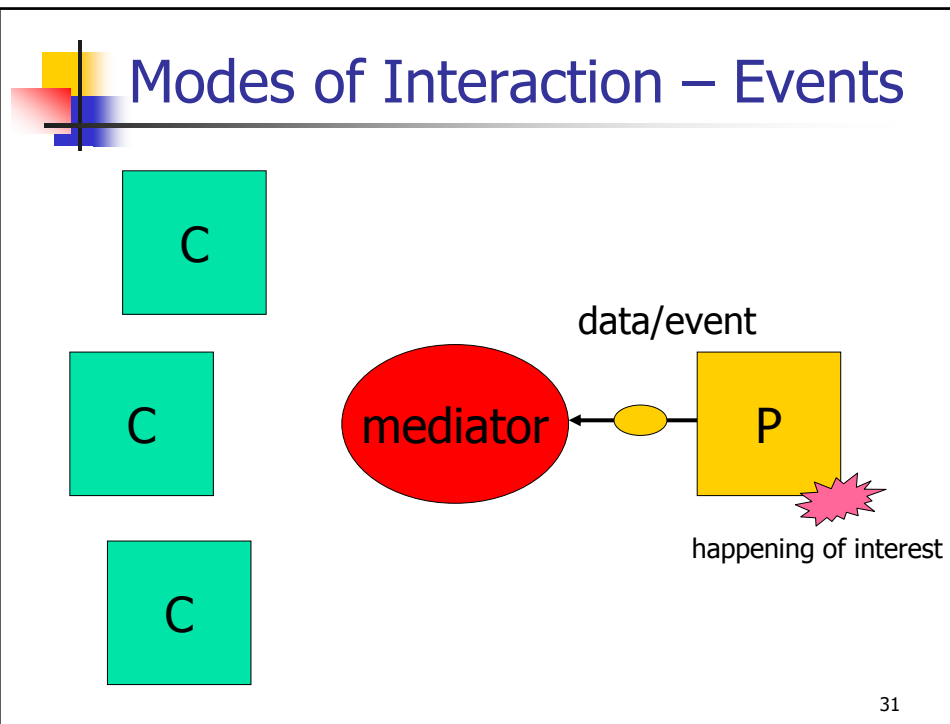 Modes of Interaction – Events
C
data/event
C
mediator
P
happening of interest
C
31